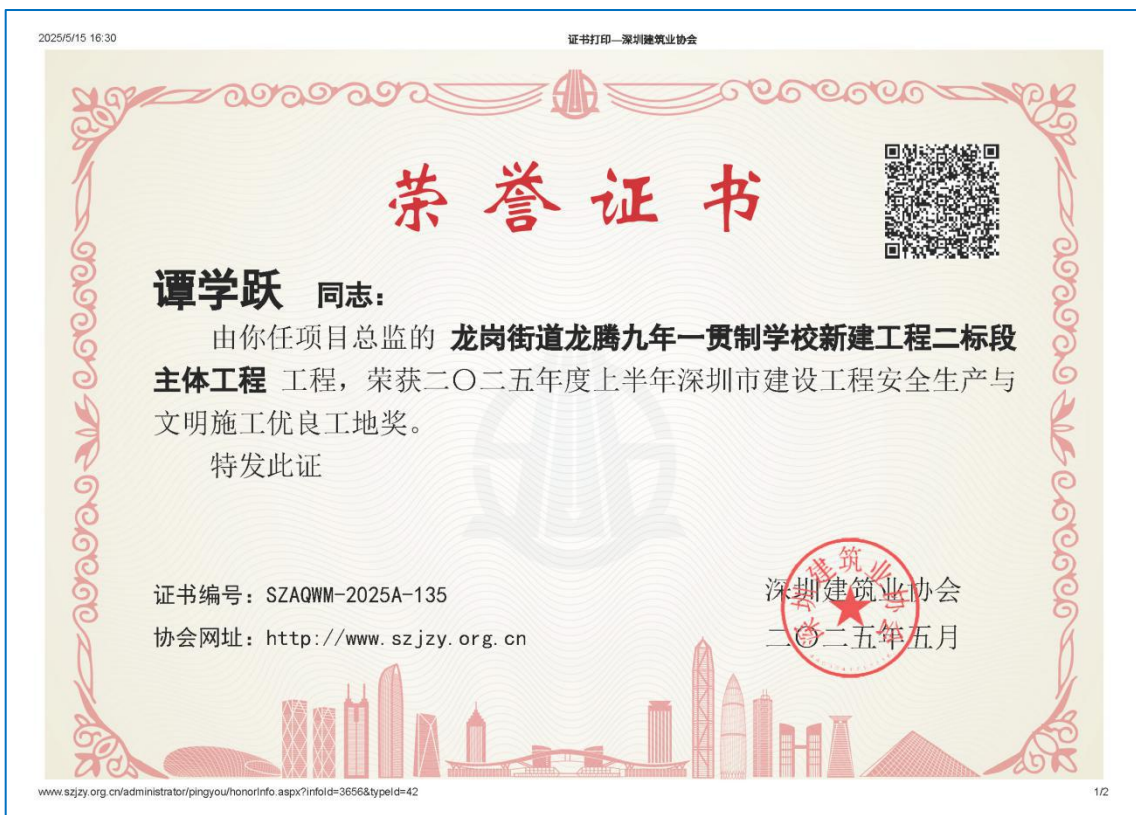 2025/5/15 16:30
证书打印—深圳建筑业协会
荣誉证书
谭学跃 同志：
由你任项目总监的 龙岗街道龙腾九年一贯制学校新建工程二标段
主体工程 工程，荣获二〇二五年度上半年深圳市建设工程安全生产与
文明施工优良工地奖。
特发此证
证书编号：SZAQWM-2025A-135
协会网址：http://www.szjzy.org.cn
深圳建筑业协会
二〇二五年五月
深圳建筑业协会
www.szjzy.org.cn/administrator/pingyou/honorInfo.aspx?infoId=3656&typeId=42
1/2